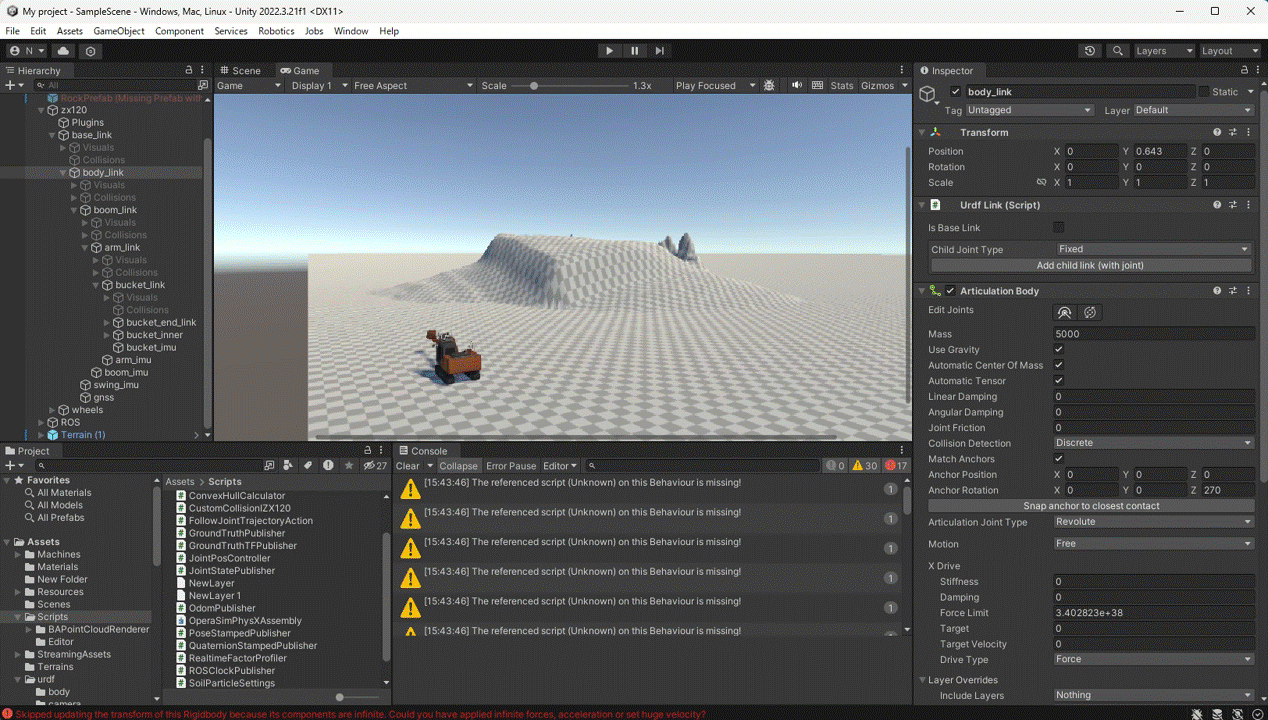 My project - SampleScene - Windows, Mac, Linux - Unity 2022.3.21f1 <DX11>
File Edit Assets GameObject Component Services Robotics Jobs Window Help
N Layers Layout
Hierarchy
All
RockPrefab (Missing Prefab with
zx120
Plugins
base_link
Visuals
Collisions
body_link
Visuals
Collisions
boom_link
Visuals
Collisions
arm_link
Visuals
Collisions
bucket_link
Visuals
Collisions
bucket_end_link
bucket_inner
bucket_imu
arm_imu
boom_imu
swing_imu
gnss
wheels
ROS
Terrain (1)
Scene Game
Game Display 1 Free Aspect Scale 1.3x Play Focused Stats Gizmos
Project
27
Favorites
All Materials
All Models
All Prefabs
Assets
Machines
Materials
New Folder
Resources
Scenes
Scripts
BAPointCloudRenderer
Editor
StreamingAssets
Terrains
urdf
body
camera
Assets > Scripts
ConvexHullCalculator
CustomCollisionIZX120
FollowJointTrajectoryAction
GroundTruthPublisher
GroundTruthTFPublisher
JointPosController
JointStatePublisher
NewLayer
NewLayer 1
OdomPublisher
OperaSimPhysXAssembly
PoseStampedPublisher
QuaternionStampedPublisher
RealtimeFactorProfiler
ROSClockPublisher
SoilParticleSettings
Console
Clear Collapse Error Pause Editor 0 30 17
[15:43:46] The referenced script (Unknown) on this Behaviour is missing! 1
[15:43:46] The referenced script (Unknown) on this Behaviour is missing! 1
[15:43:46] The referenced script (Unknown) on this Behaviour is missing! 1
[15:43:46] The referenced script (Unknown) on this Behaviour is missing! 1
[15:43:46] The referenced script (Unknown) on this Behaviour is missing! 1
[15:43:46] The referenced script (Unknown) on this Behaviour is missing!
Inspector
body_link Static
Tag Untagged Layer Default
Transform
Position X 0 Y 0.643 Z 0
Rotation X 0 Y 0 Z 0
Scale X 1 Y 1 Z 1
Urdf Link (Script)
Is Base Link
Child Joint Type Fixed
Add child link (with joint)
Articulation Body
Edit Joints
Mass 5000
Use Gravity
Automatic Center Of Mass
Automatic Tensor
Linear Damping 0
Angular Damping 0
Joint Friction 0
Collision Detection Discrete
Match Anchors
Anchor Position X 0 Y 0 Z 0
Anchor Rotation X 0 Y 0 Z 270
Snap anchor to closest contact
Articulation Joint Type Revolute
Motion Free
X Drive
Stiffness 0
Damping 0
Force Limit 3.402823e+38
Target 0
Target Velocity 0
Drive Type Force
Layer Overrides
Include Layers Nothing
Skipped updating the transform of this Rigidbody because its components are infinite. Could you have applied infinite forces, acceleration or set huge velocity?